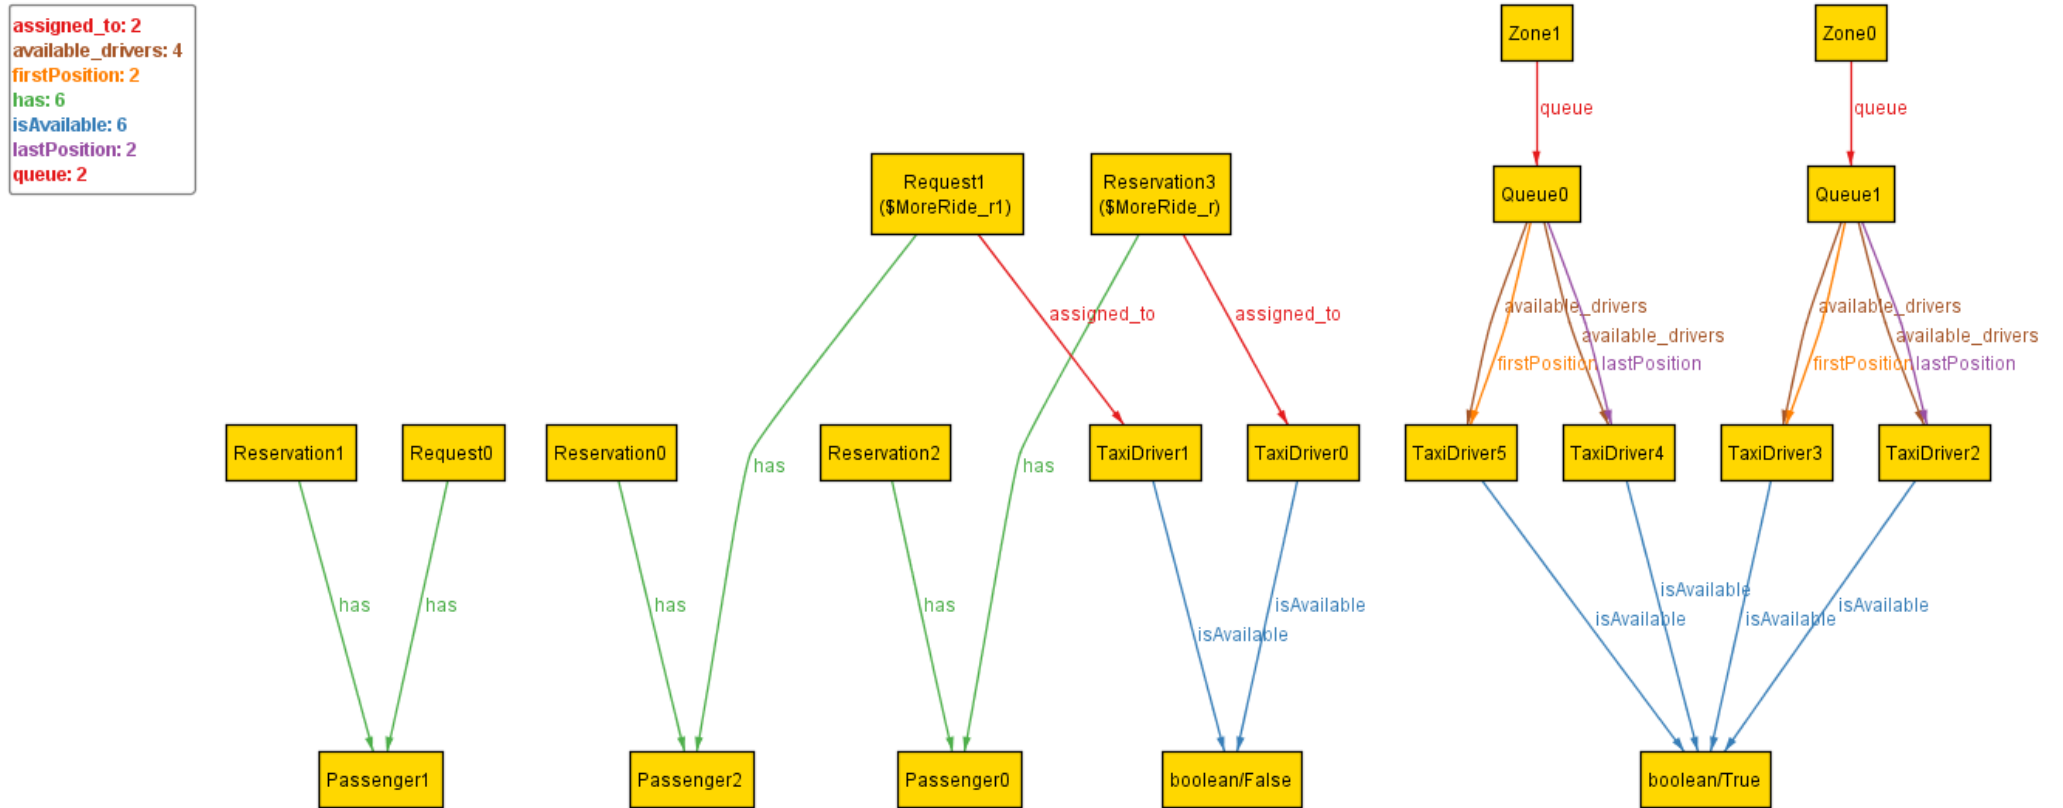 assigned_to: 2
available_drivers: 4
firstPosition: 2
has: 6
isAvailable: 6
lastPosition: 2
queue: 2
Zone1
Zone0
queue
queue
Request1
($MoreRide_r1)
Reservation3
($MoreRide_r)
Queue0
Queue1
assigned_to
assigned_to
available_drivers
available_drivers
available_drivers
available_drivers
firstPosition
lastPosition
firstPosition
lastPosition
Reservation1
Request0
Reservation0
has
Reservation2
has
TaxiDriver1
TaxiDriver0
TaxiDriver5
TaxiDriver4
TaxiDriver3
TaxiDriver2
has
has
has
has
isAvailable
isAvailable
isAvailable
isAvailable
isAvailable
isAvailable
Passenger1
Passenger2
Passenger0
boolean/False
boolean/True